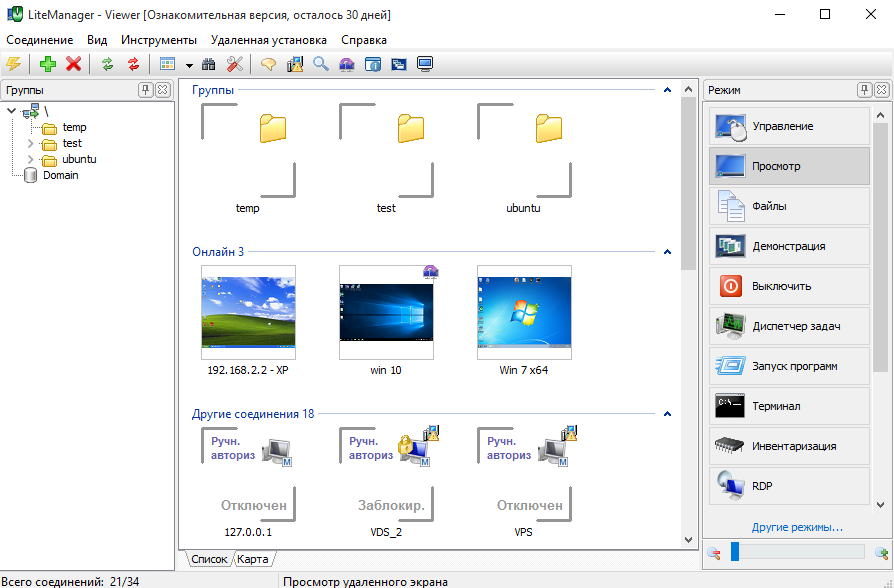 LiteManager - Viewer [Ознакомительная версия, осталось 30 дней]
Соединение Вид Инструменты Удаленная установка Справка
Группы
\
temp
test
ubuntu
Domain
Группы
temp test ubuntu
Онлайн 3
192.168.2.2 - XP win 10 Win 7 x64
Другие соединения 18
Ручн. авториз
Отключен
127.0.0.1
Ручн. авториз
Заблокир.
VDS_2
Ручн. авториз
Отключен
VPS
Список Карта
Режим
Управление
Просмотр
Файлы
Демонстрация
Выключить
Диспетчер задач
Запуск программ
C:\_
Терминал
Инвентаризация
RDP
Другие режимы...
Всего соединений: 21/34 Просмотр удаленного экрана